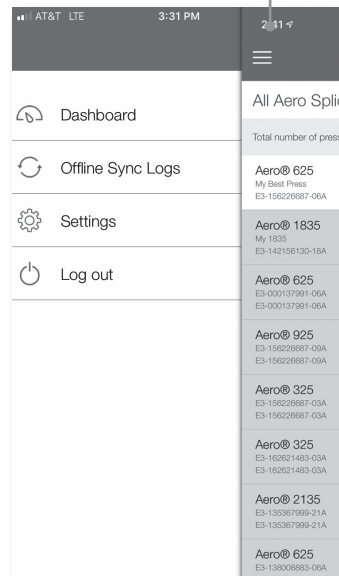 AT&T LTE 3:31 PM
Dashboard
Offline Sync Logs
Settings
Log out
All Aero
Total number of
Aero® 625
My Best Press
E3-156226687-06A
Aero® 1835
My 1835
E3-142156130-18A
Aero® 625
E3-000137991-06A
E3-000137991-06A
Aero® 925
E3-156226687-09A
E3-156226687-09A
Aero® 325
E3-156226687-03A
E3-156226687-03A
Aero® 325
E3-162621483-03A
E3-162621483-03A
Aero® 2135
E3-135367999-21A
E3-135367999-21A
Aero® 625
E3-138008883-06A